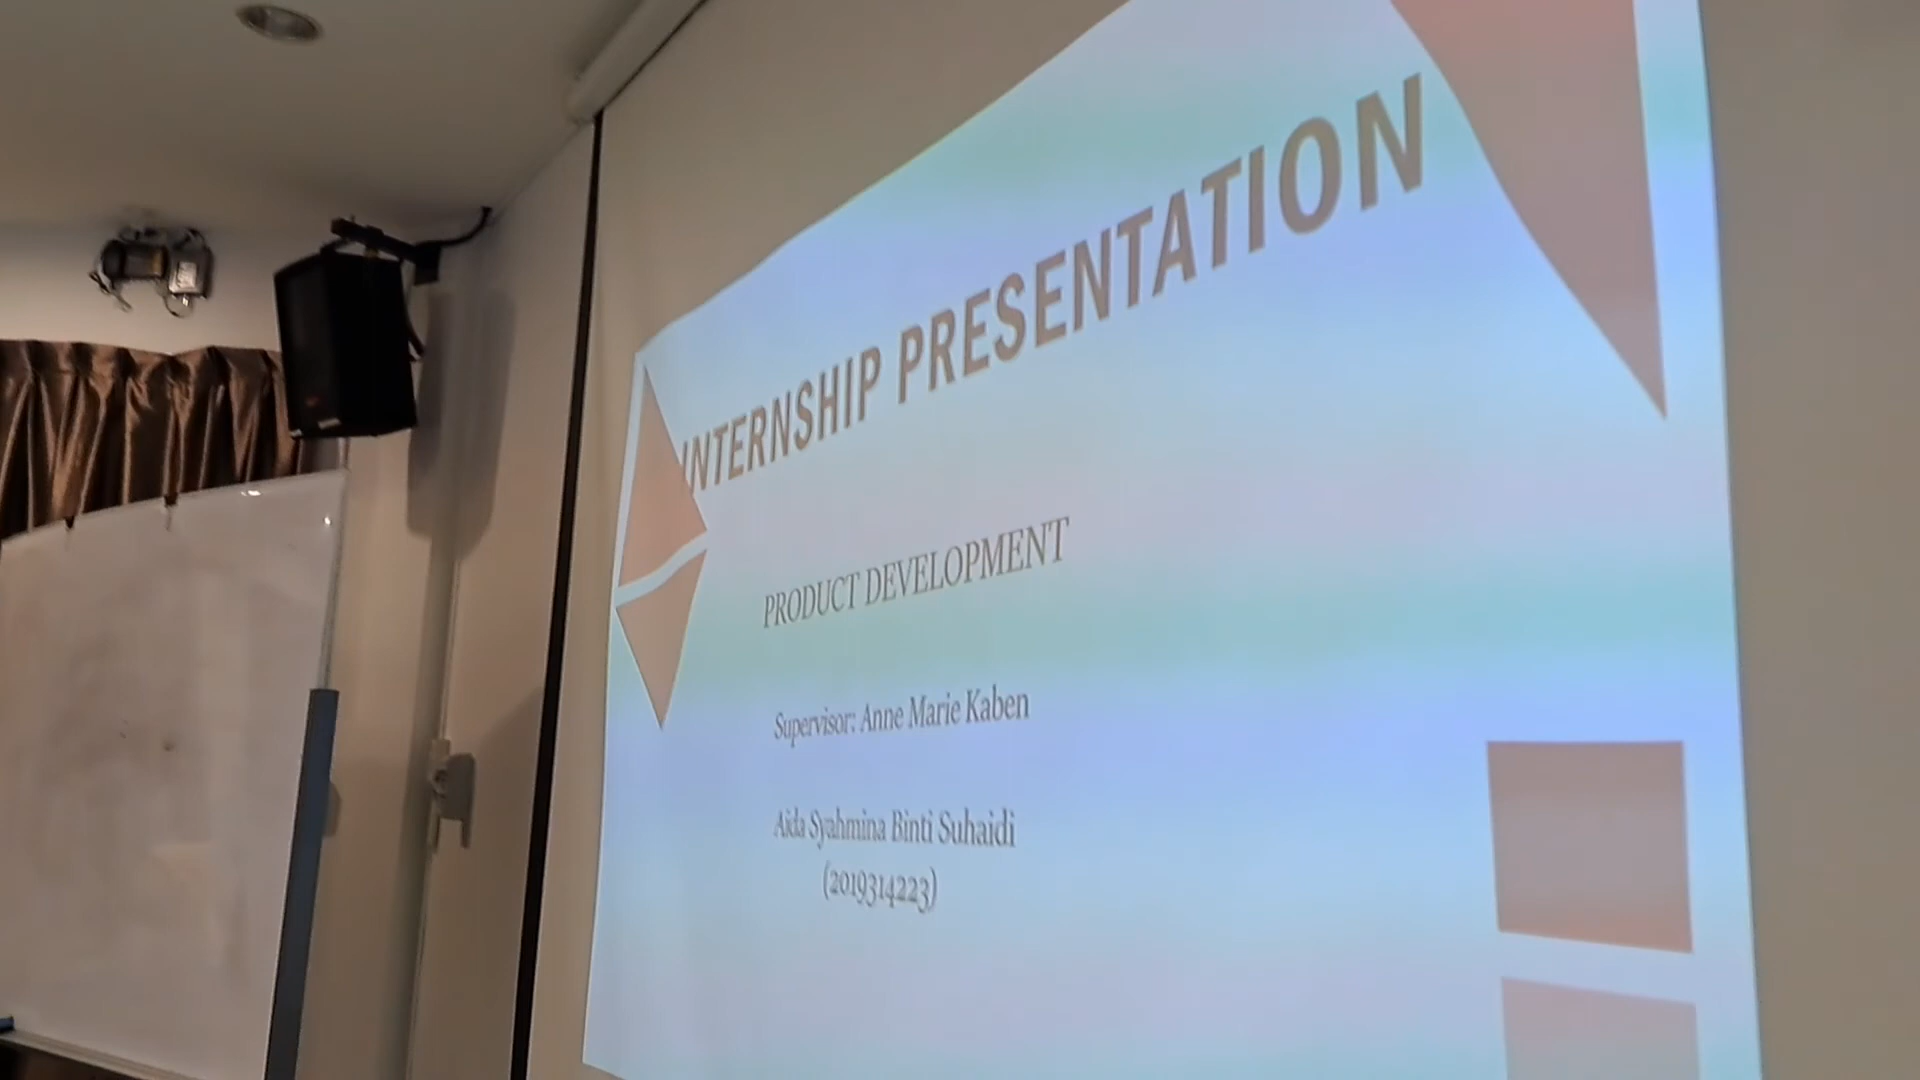 INTERNSHIP PRESENTATION
PRODUCT DEVELOPMENT
Supervisor: Anne Marie Kaben
Aida Syahmina Binti Suhaidi
(2019314223)